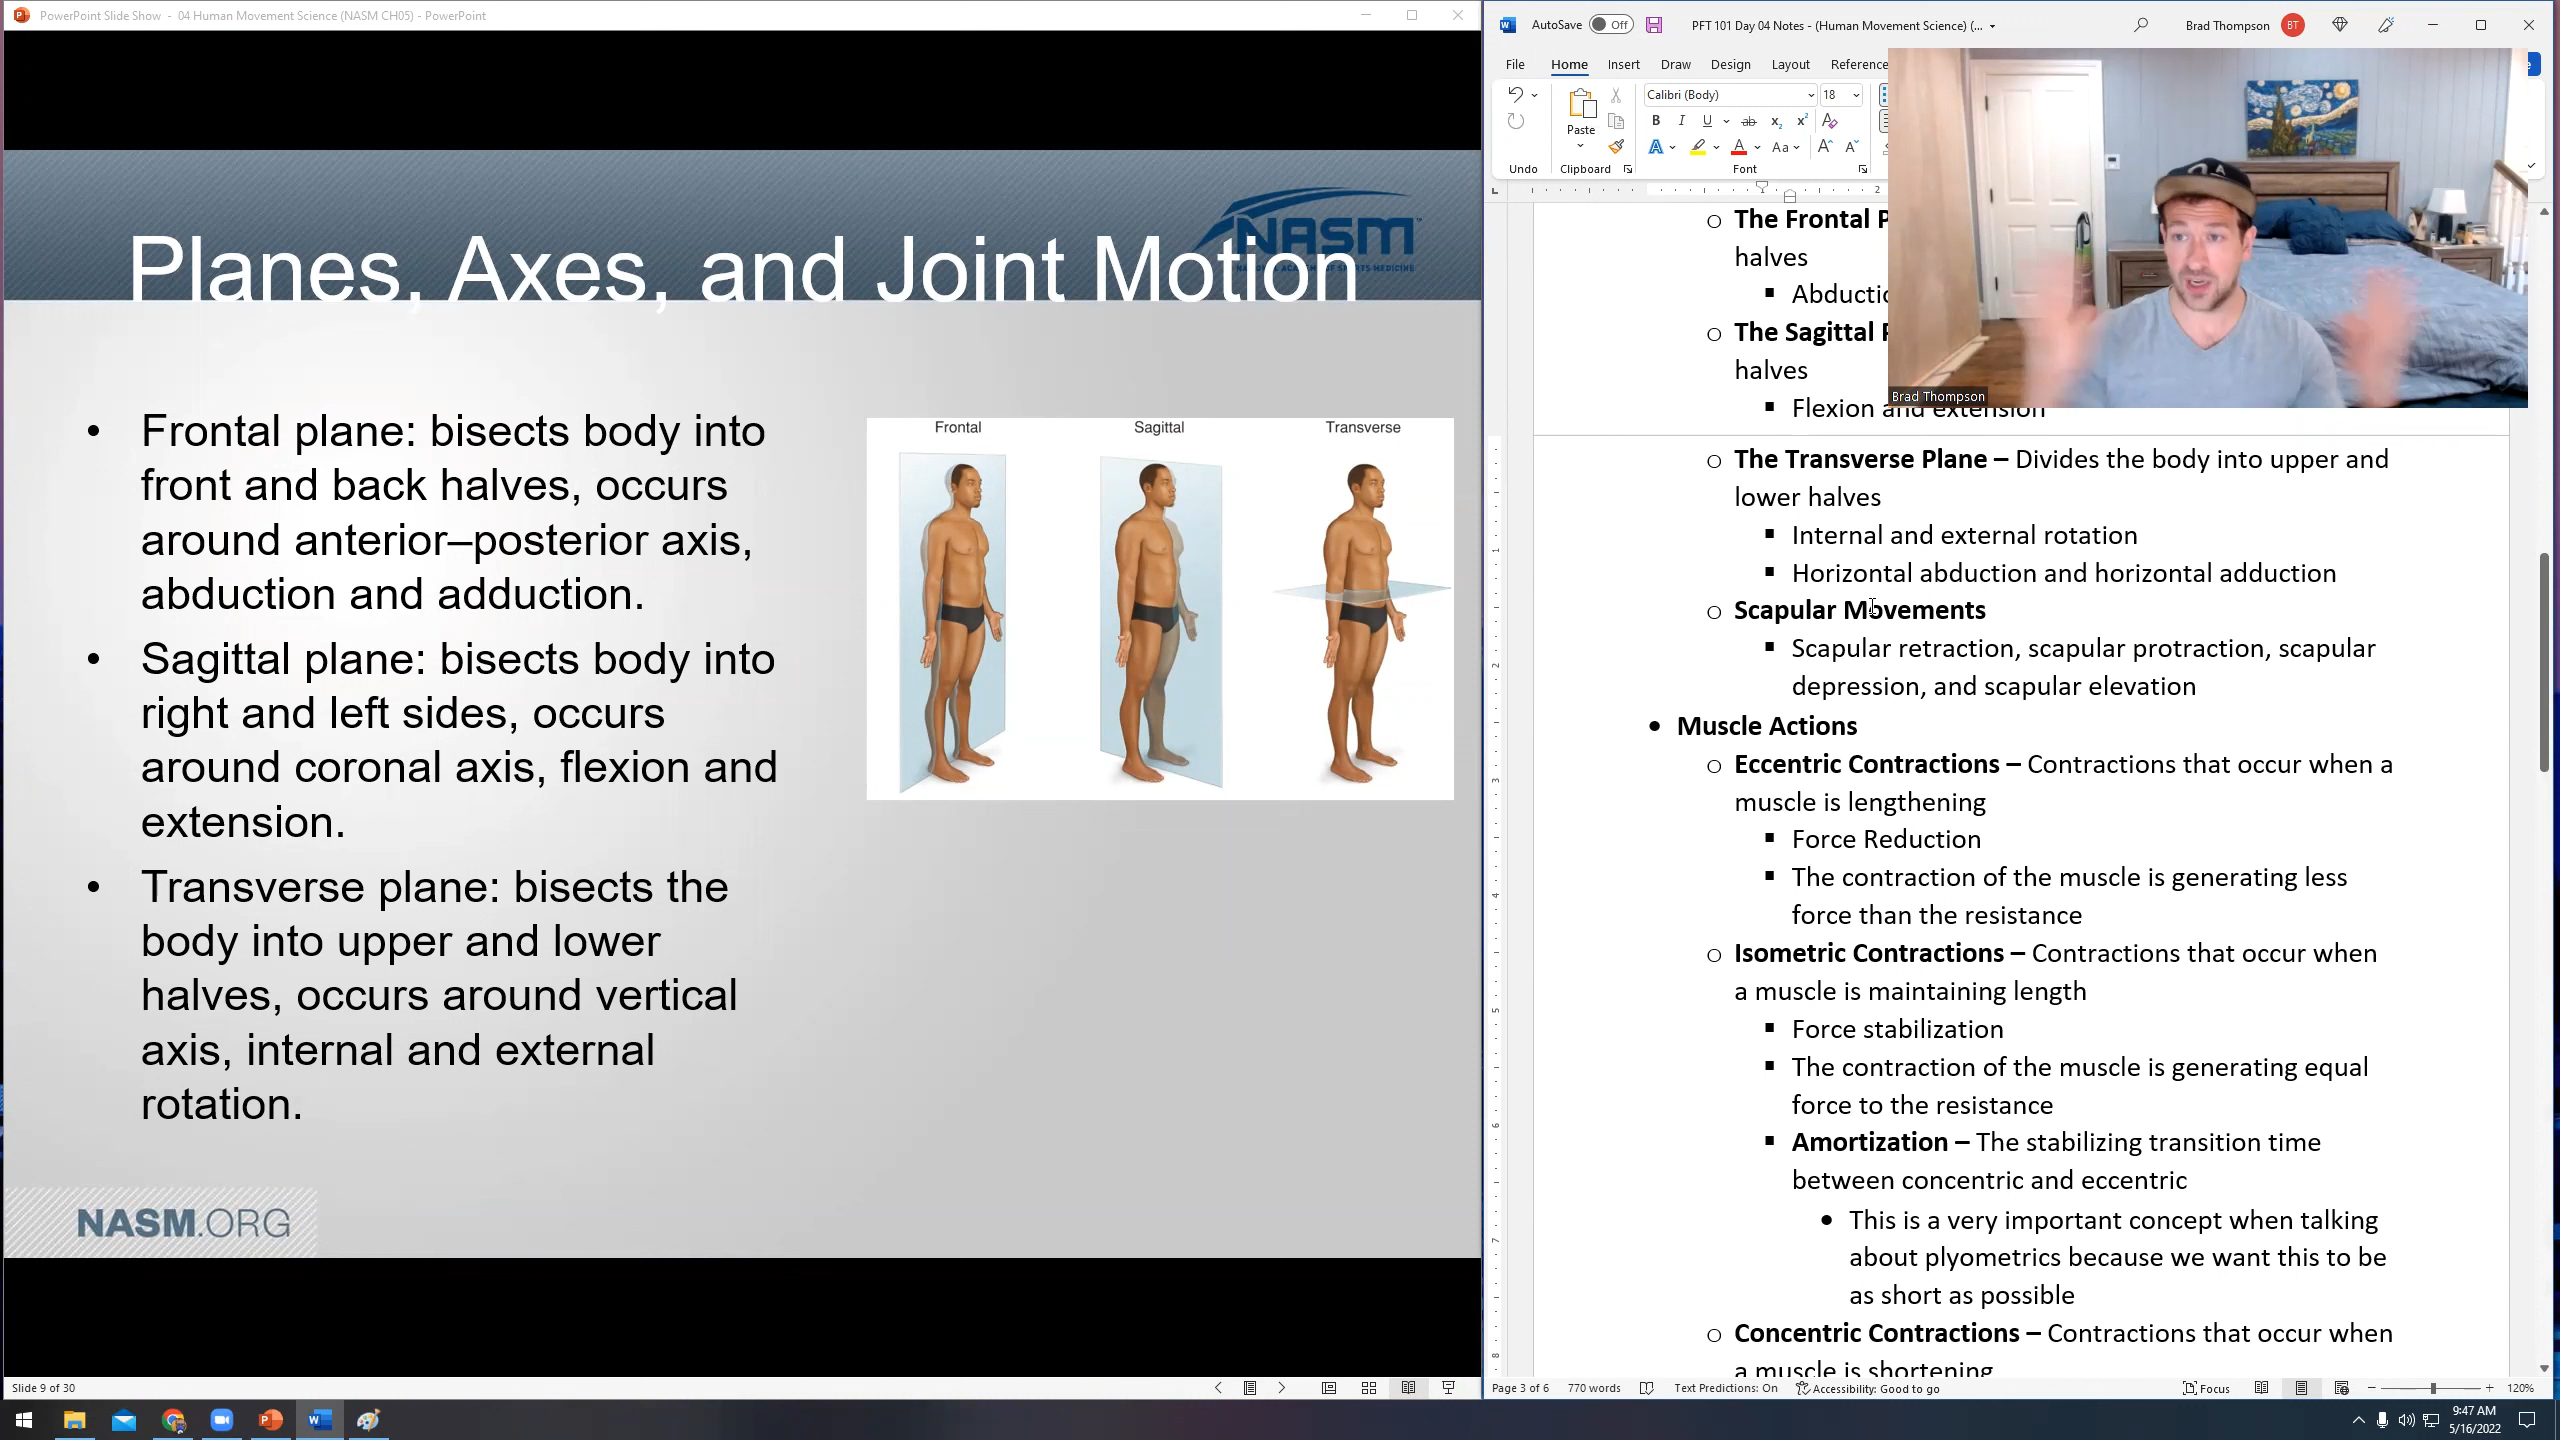 PowerPoint Slide Show - 04 Human Movement Science (NASM CH05) - PowerPoint
NASM
Planes, Axes, and Joint Motion
• Frontal plane: bisects body into
front and back halves, occurs
around anterior–posterior axis,
abduction and adduction.
• Sagittal plane: bisects body into
right and left sides, occurs
around coronal axis, flexion and
extension.
• Transverse plane: bisects the
body into upper and lower
halves, occurs around vertical
axis, internal and external
rotation.
Frontal
Sagittal
Transverse
NASM.ORG
Slide 9 of 30
AutoSave Off
PFT 101 Day 04 Notes - (Human Movement Science) (...
Brad Thompson BT
File Home Insert Draw Design Layout Reference
Calibri (Body) 18
Paste
Undo Clipboard Font
2
Brad Thompson
o The Frontal P
halves
▪ Abductio
o The Sagittal P
halves
▪ Flexion and extension
o The Transverse Plane – Divides the body into upper and
lower halves
▪ Internal and external rotation
▪ Horizontal abduction and horizontal adduction
o Scapular Movements
▪ Scapular retraction, scapular protraction, scapular
depression, and scapular elevation
• Muscle Actions
o Eccentric Contractions – Contractions that occur when a
muscle is lengthening
▪ Force Reduction
▪ The contraction of the muscle is generating less
force than the resistance
o Isometric Contractions – Contractions that occur when
a muscle is maintaining length
▪ Force stabilization
▪ The contraction of the muscle is generating equal
force to the resistance
▪ Amortization – The stabilizing transition time
between concentric and eccentric
• This is a very important concept when talking
about plyometrics because we want this to be
as short as possible
o Concentric Contractions – Contractions that occur when
a muscle is shortening
Page 3 of 6 770 words Text Predictions: On Accessibility: Good to go Focus 120%
9:47 AM
5/16/2022